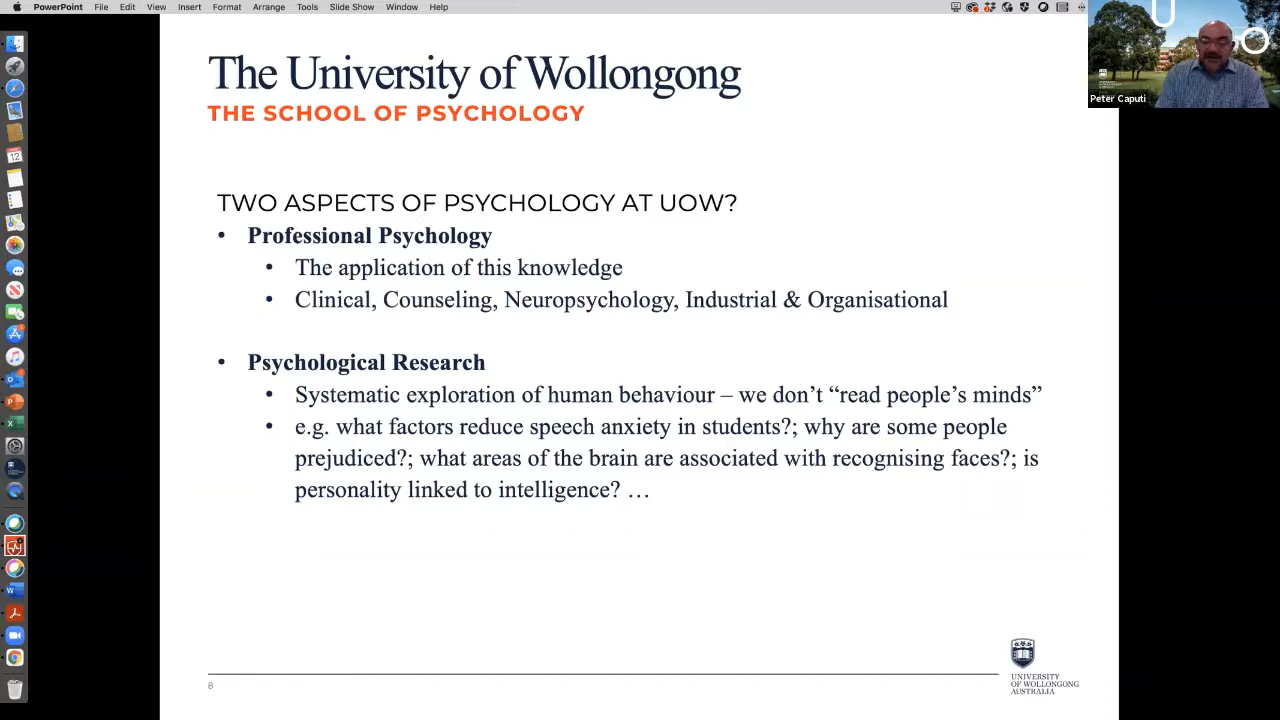 PowerPoint File Edit View Insert Format Arrange Tools Slide Show Window Help
The University of Wollongong
THE SCHOOL OF PSYCHOLOGY
Peter Caputi
TWO ASPECTS OF PSYCHOLOGY AT UOW?
• Professional Psychology
• The application of this knowledge
• Clinical, Counseling, Neuropsychology, Industrial & Organisational
• Psychological Research
• Systematic exploration of human behaviour – we don’t “read people’s minds”
• e.g. what factors reduce speech anxiety in students?; why are some people
prejudiced?; what areas of the brain are associated with recognising faces?; is
personality linked to intelligence? …
8
UNIVERSITY
OF WOLLONGONG
AUSTRALIA
12